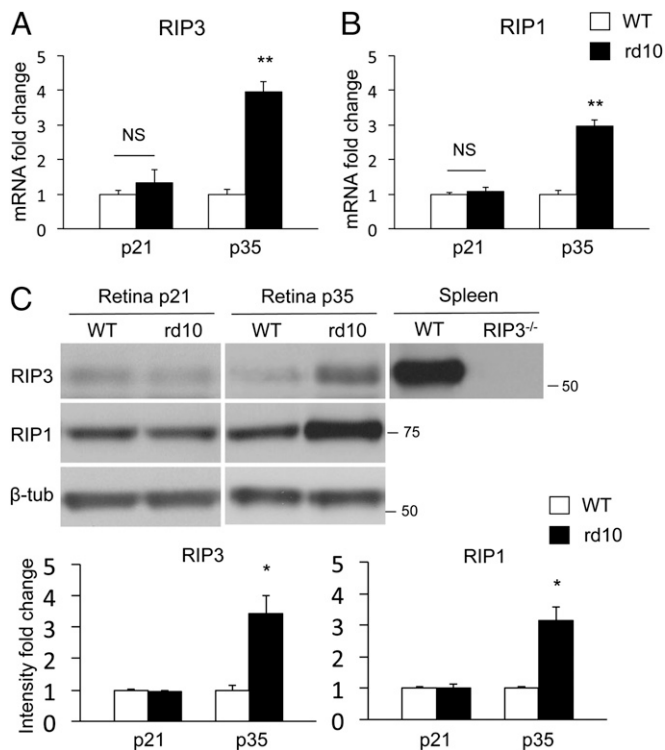 A
RIP3
mRNA fold change
5
4
3
2
1
0
NS
**
p21
p35
B
RIP1
WT
rd10
mRNA fold change
5
4
3
2
1
0
NS
**
p21
p35
C
Retina p21
Retina p35
Spleen
WT
rd10
WT
rd10
WT
RIP3-/-
RIP3
– 50
RIP1
– 75
β-tub
– 50
WT
rd10
RIP3
Intensity fold change
5
4
3
2
1
0
*
p21
p35
RIP1
5
4
3
2
1
0
*
p21
p35